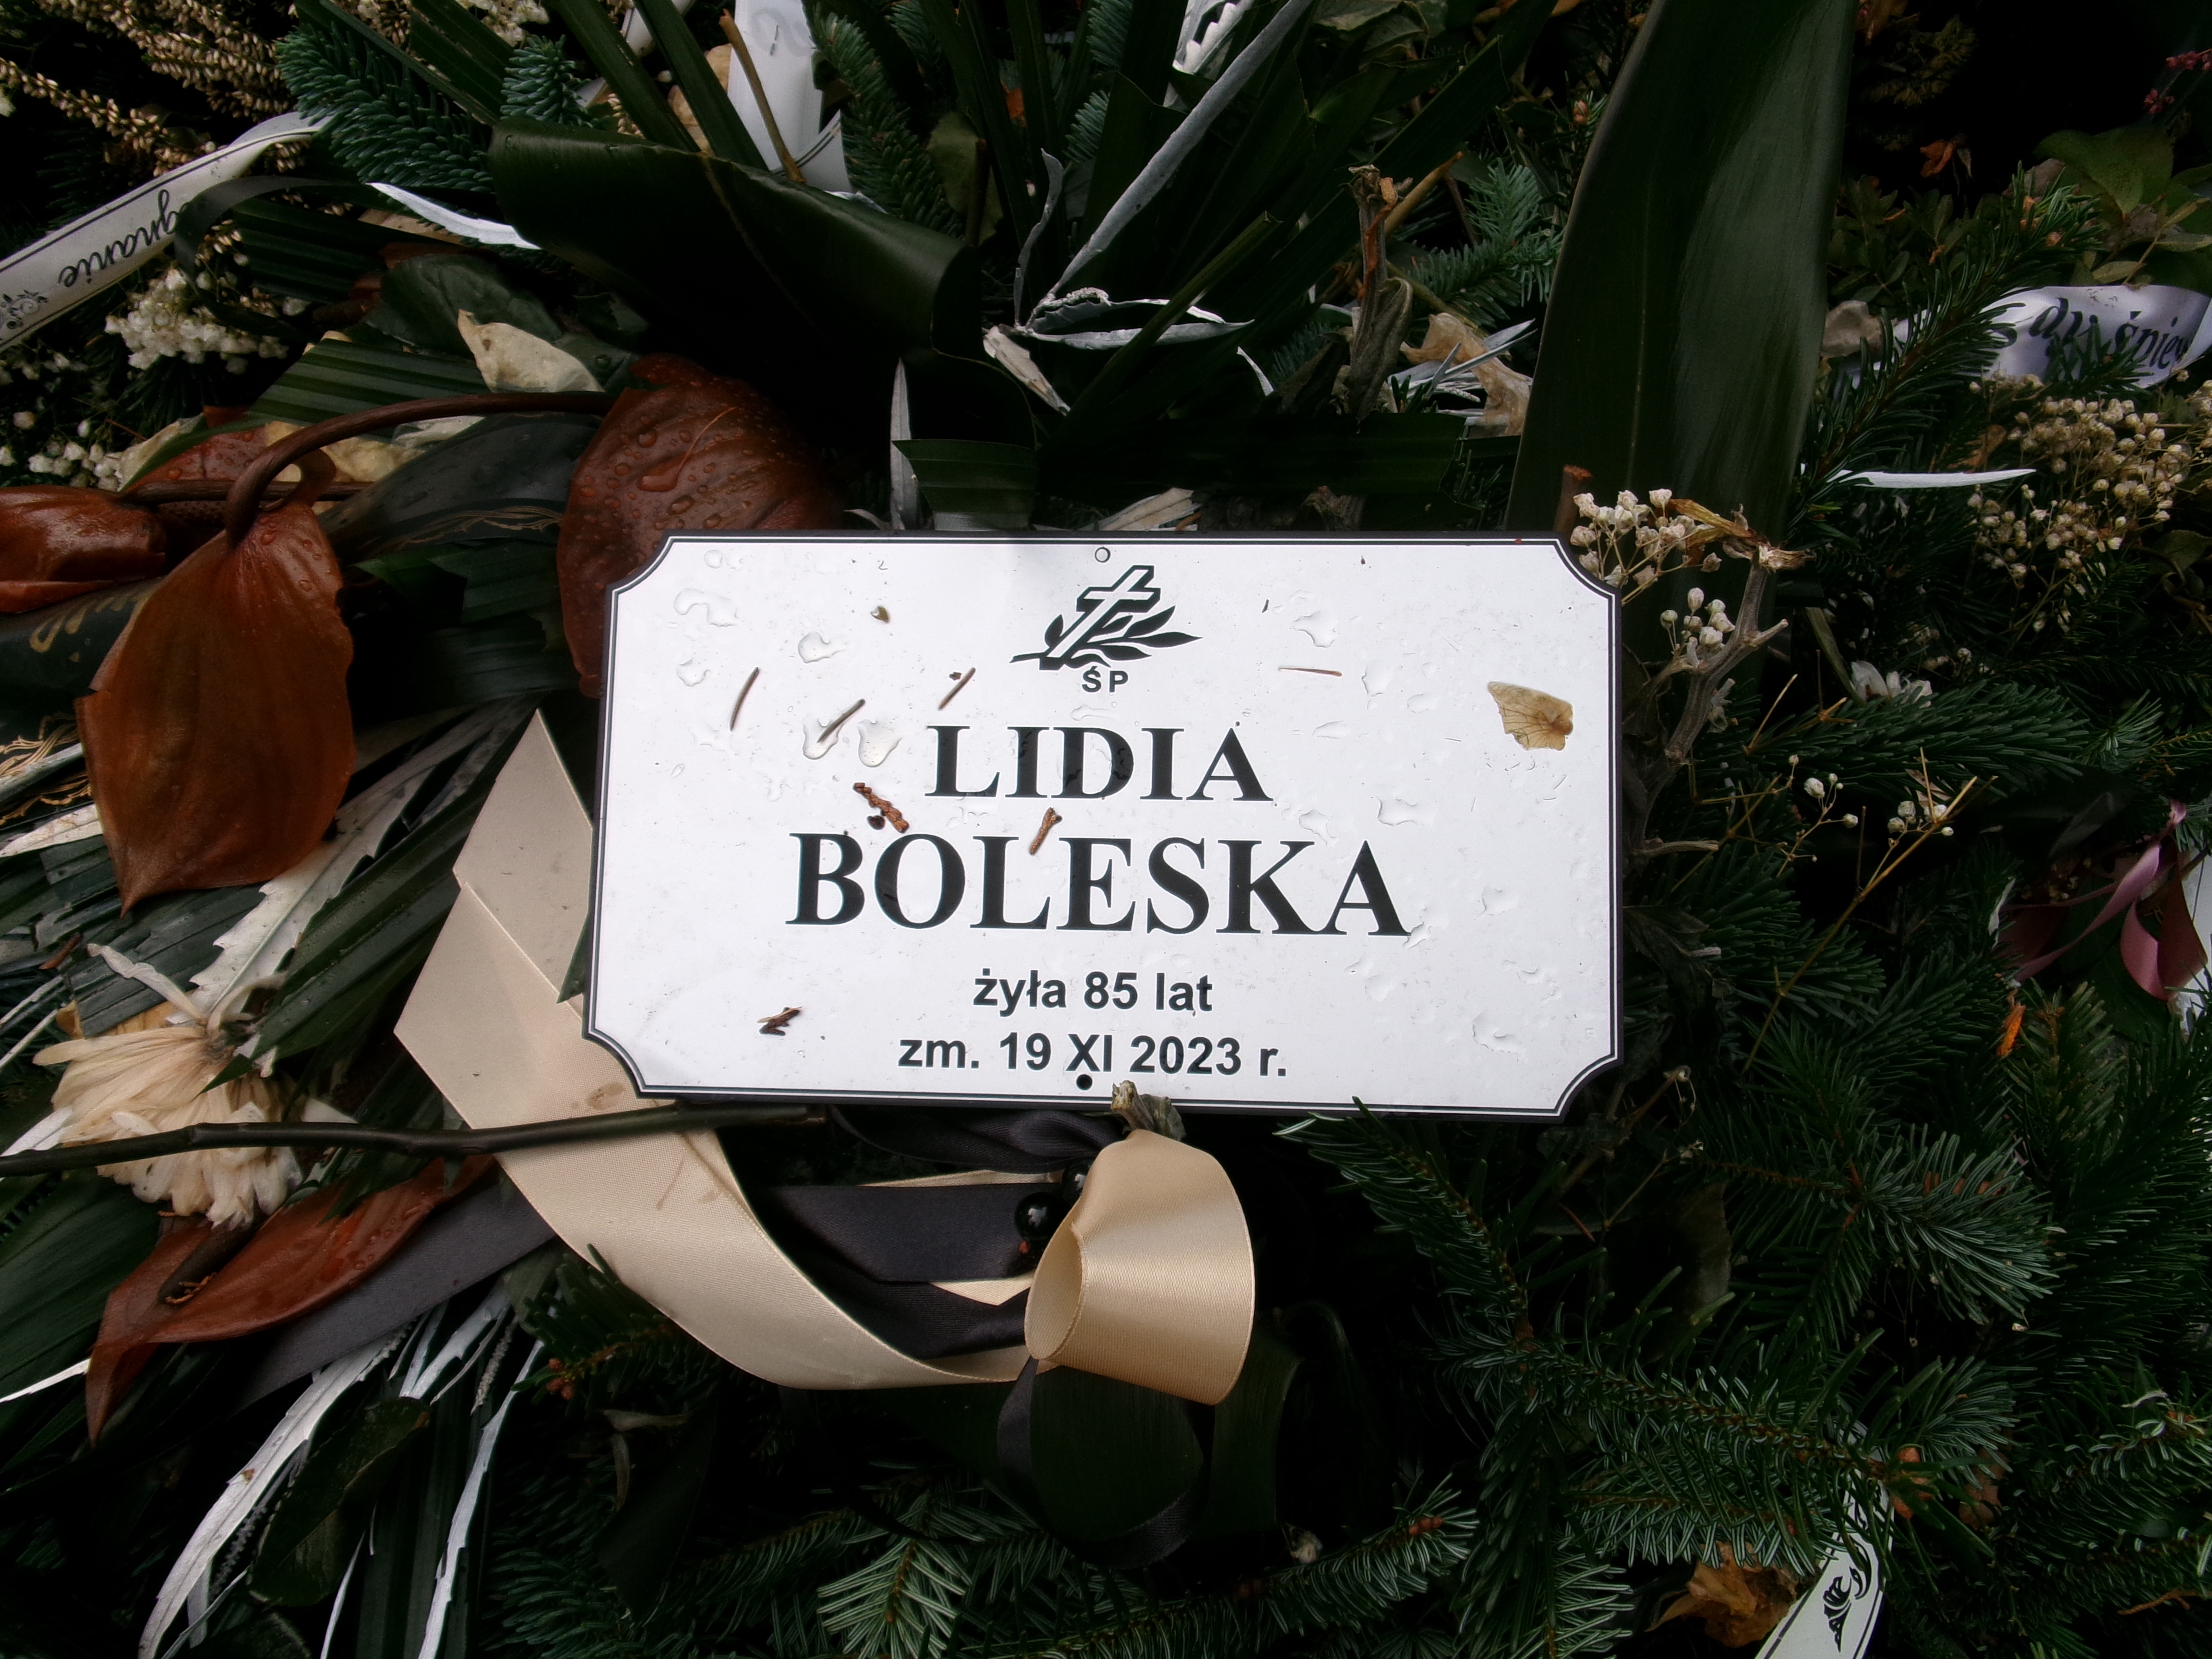 ŚP
LIDIA
BOLESKA
żyła 85 lat
zm. 19 XI 2023 r.